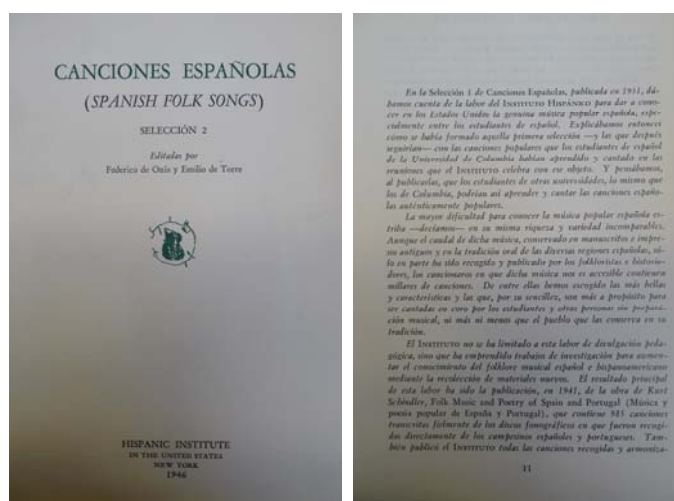 CANCIONES ESPAÑOLAS
(SPANISH FOLK SONGS)
SELECCIÓN 2
Editadas por
Federico de Onís y Emilio de Torre
HISPANIC INSTITUTE
IN THE UNITED STATES
NEW YORK
1946
En la Selección 1 de Canciones Españolas, publicada en 1931, dá-
bamos cuenta de la labor del INSTITUTO HISPÁNICO para dar a cono-
cer en los Estados Unidos la genuina música popular española, espe-
cialmente entre los estudiantes de español. Explicábamos entonces
cómo se había formado aquella primera selección —y las que después
seguirían— con las canciones populares que los estudiantes de español
de la Universidad de Columbia habían aprendido y cantado en las
reuniones que el INSTITUTO celebra con ese objeto. Y pensábamos,
al publicarlas, que los estudiantes de otras universidades, lo mismo que
los de Columbia, podrían así aprender y cantar las canciones españo-
las auténticamente populares.
La mayor dificultad para conocer la música popular española es-
triba —decíamos— en su misma riqueza y variedad incomparables.
Aunque el caudal de dicha música, conservado en manuscritos e impre-
sos antiguos y en la tradición oral de las diversas regiones españolas, só-
lo en parte ha sido recogido y publicado por los folkloristas e historia-
dores, los cancioneros en que dicha música nos es accesible contienen
millares de canciones. De entre ellas hemos escogido las más bellas
y características y las que, por su sencillez, son más a propósito para
ser cantadas en coro por los estudiantes y otras personas sin prepara-
ción musical, ni más ni menos que el pueblo que las conserva en su
tradición.
El INSTITUTO no se ha limitado a esta labor de divulgación peda-
gógica, sino que ha emprendido trabajos de investigación para aumen-
tar el conocimiento del folklore musical español e hispanoamericano
mediante la recolección de materiales nuevos. El resultado principal
de esta labor ha sido la publicación, en 1941, de la obra de Kurt
Schindler, Folk Music and Poetry of Spain and Portugal (Música y
poesía popular de España y Portugal), que contiene 985 canciones
transcritas fielmente de los discos fonográficos en que fueron recogi-
das directamente de los campesinos españoles y portugueses. Tam-
bién publicó el INSTITUTO todas las canciones recogidas y armoniza-